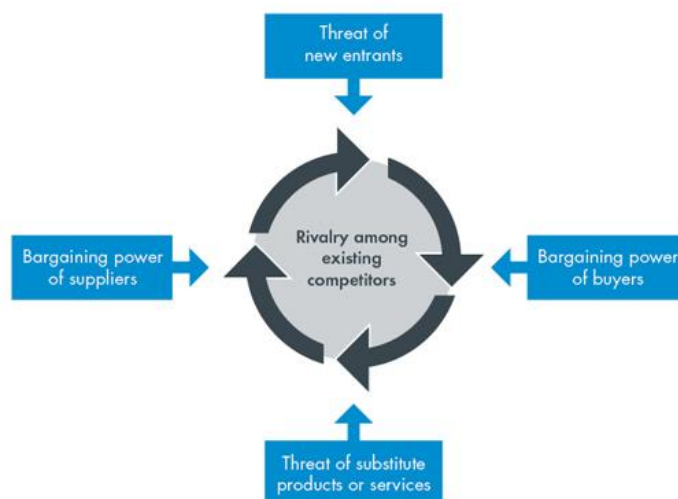 Threat of
new entrants
Bargaining power
of suppliers
Rivalry among
existing
competitors
Bargaining power
of buyers
Threat of substitute
products or services